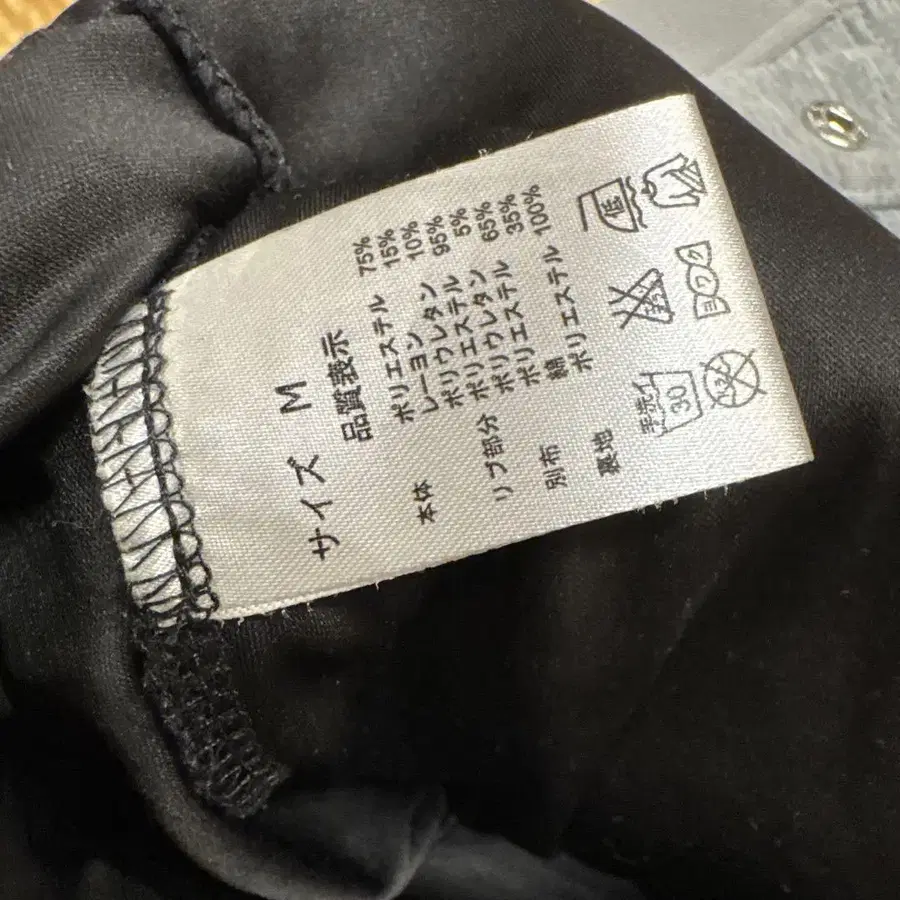 サイズ M
品質表示
本体 ポリエステル 75%
レーヨン 15%
ポリウレタン 10%
リブ部分 ポリエステル 95%
ポリウレタン 5%
別布 ポリエステル 65%
綿 35%
裏地 ポリエステル 100%
手洗イ
30
低